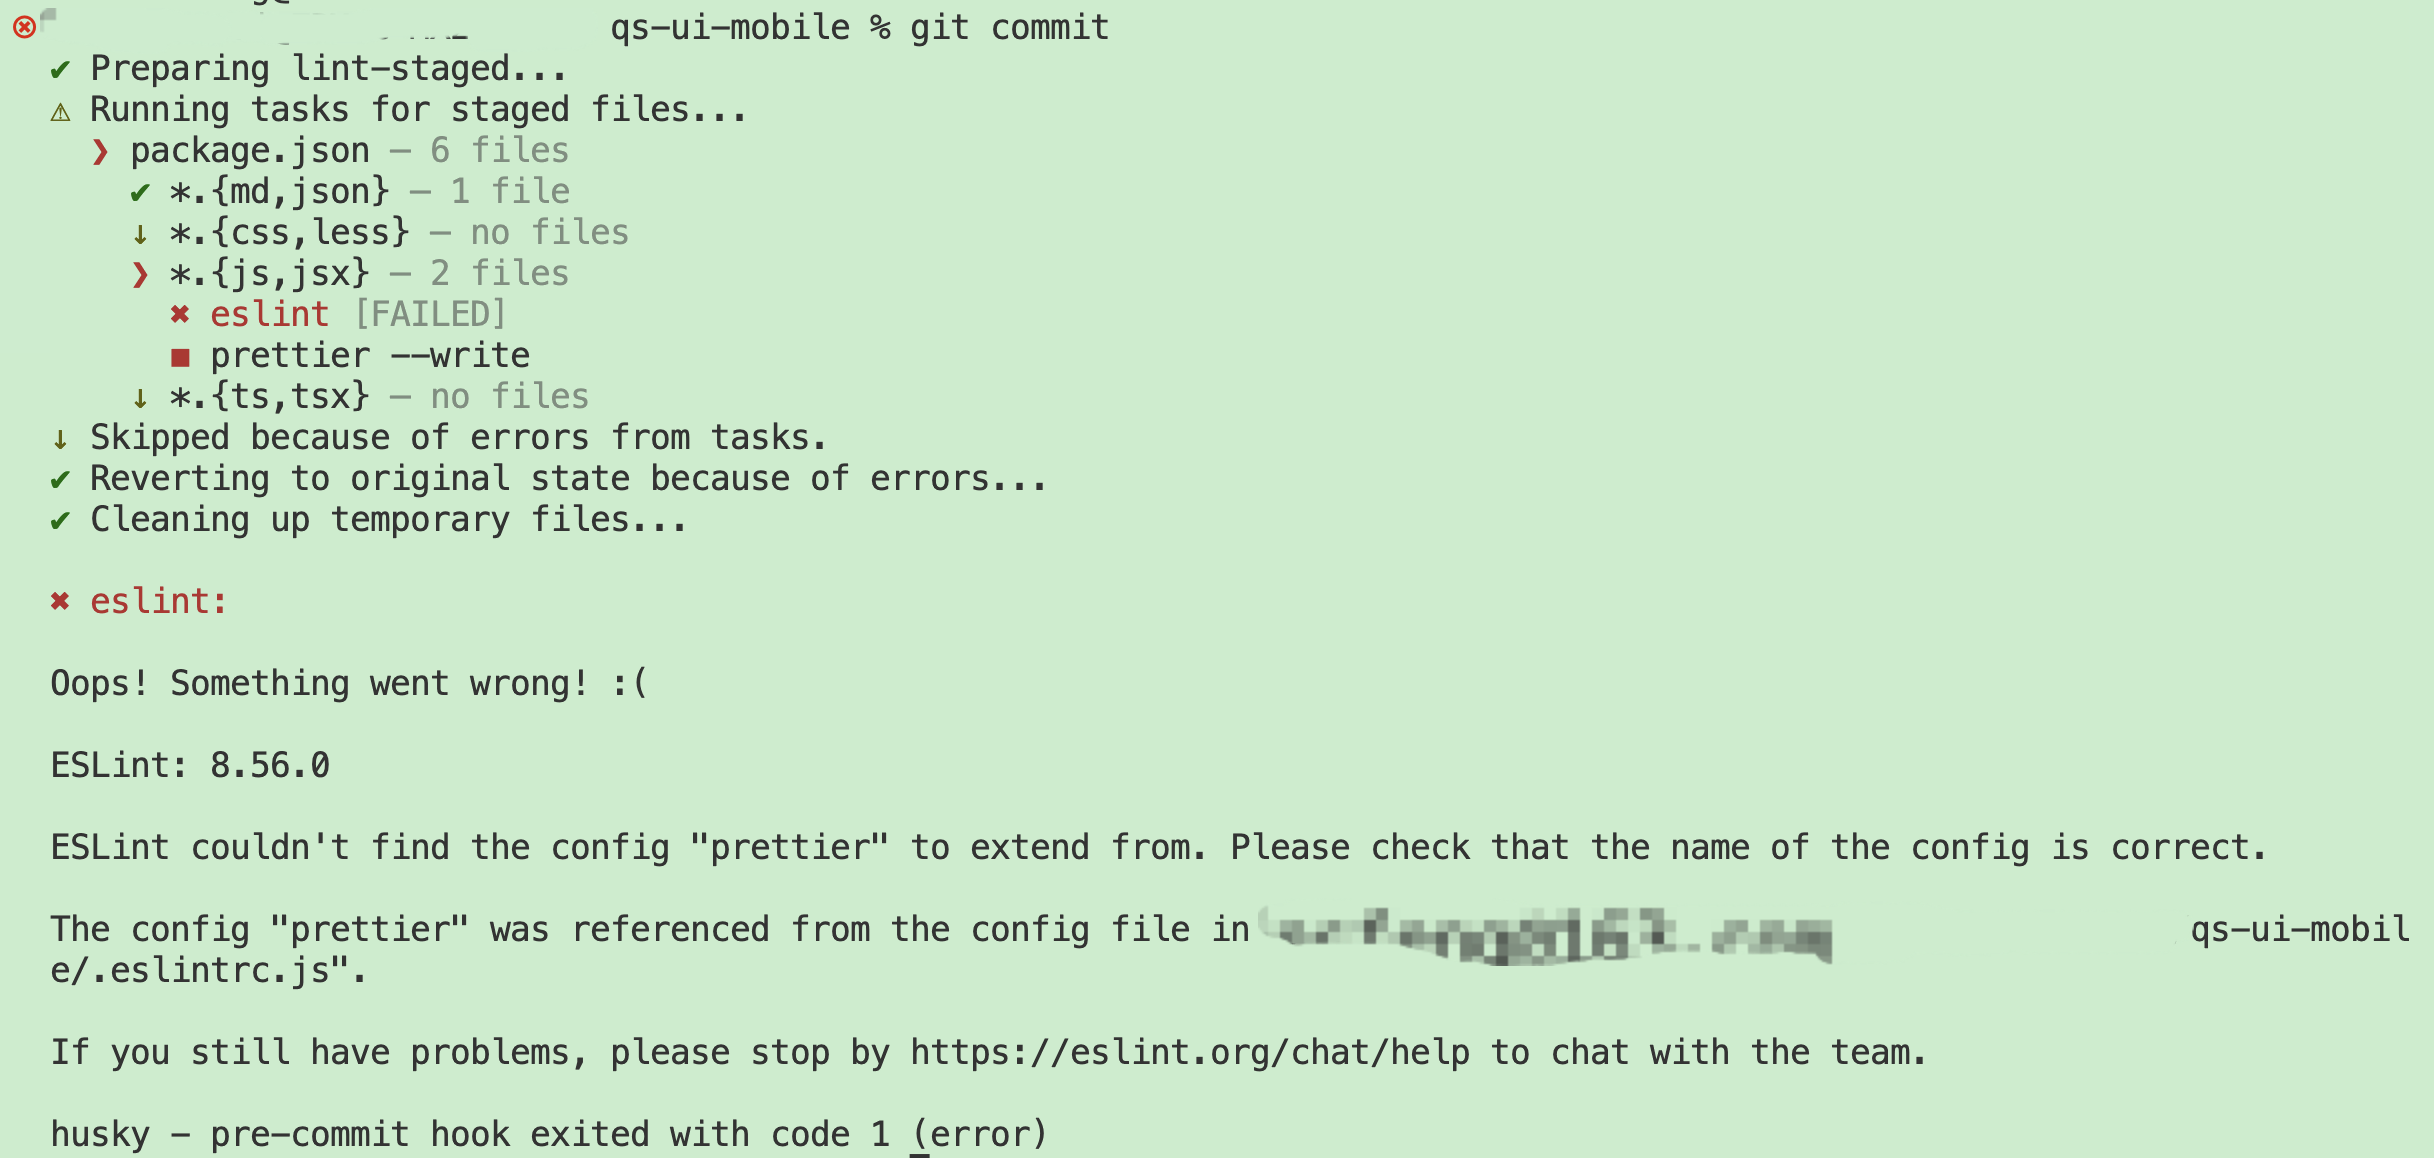 qs-ui-mobile % git commit
✔ Preparing lint-staged...
⚠ Running tasks for staged files...
❯ package.json — 6 files
✔ *.{md,json} — 1 file
↓ *.{css,less} — no files
❯ *.{js,jsx} — 2 files
✖ eslint [FAILED]
■ prettier --write
↓ *.{ts,tsx} — no files
↓ Skipped because of errors from tasks.
✔ Reverting to original state because of errors...
✔ Cleaning up temporary files...
✖ eslint:
Oops! Something went wrong! :(
ESLint: 8.56.0
ESLint couldn't find the config "prettier" to extend from. Please check that the name of the config is correct.
The config "prettier" was referenced from the config file in qs-ui-mobil
e/.eslintrc.js".
If you still have problems, please stop by https://eslint.org/chat/help to chat with the team.
husky - pre-commit hook exited with code 1 (error)